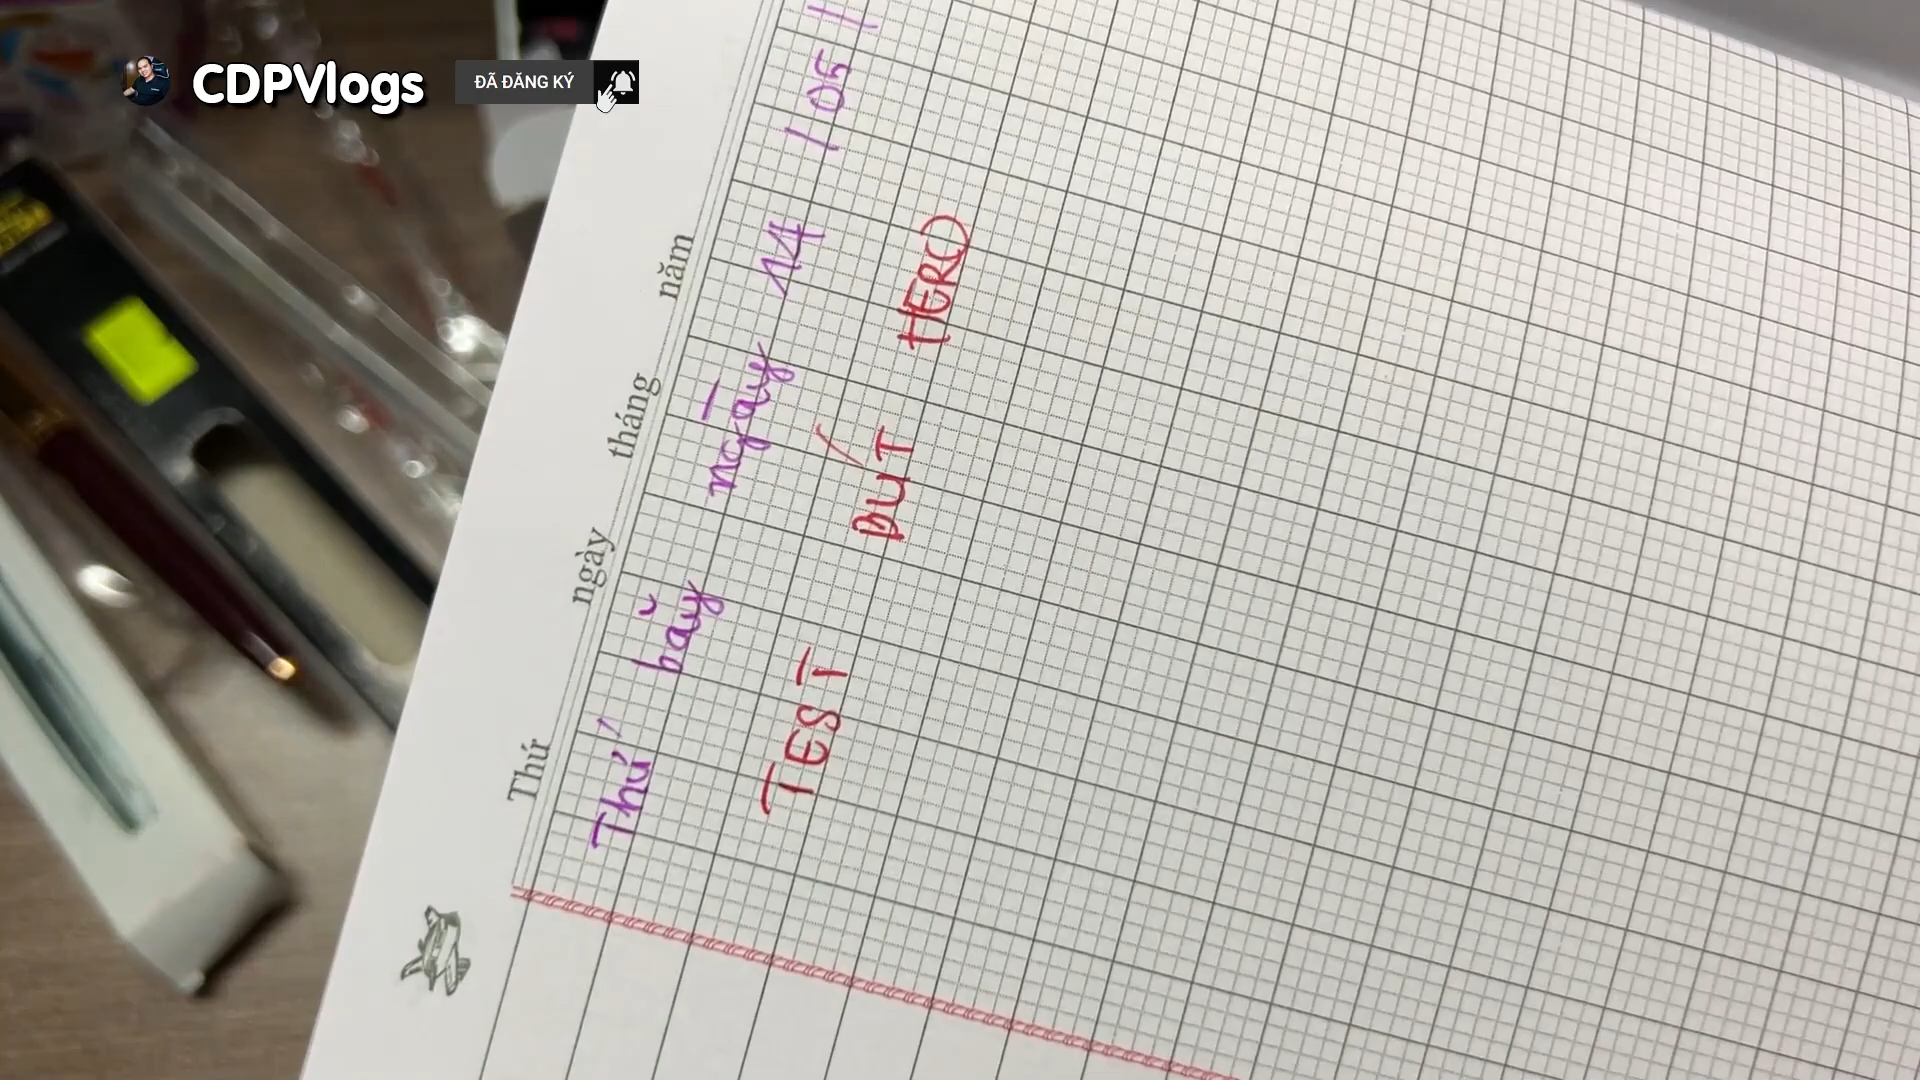 CDPVlogs
ĐÃ ĐĂNG KÝ
Thứ ngày tháng năm
Thứ bảy ngày 14 / 05 /
TEST BÚT HERO